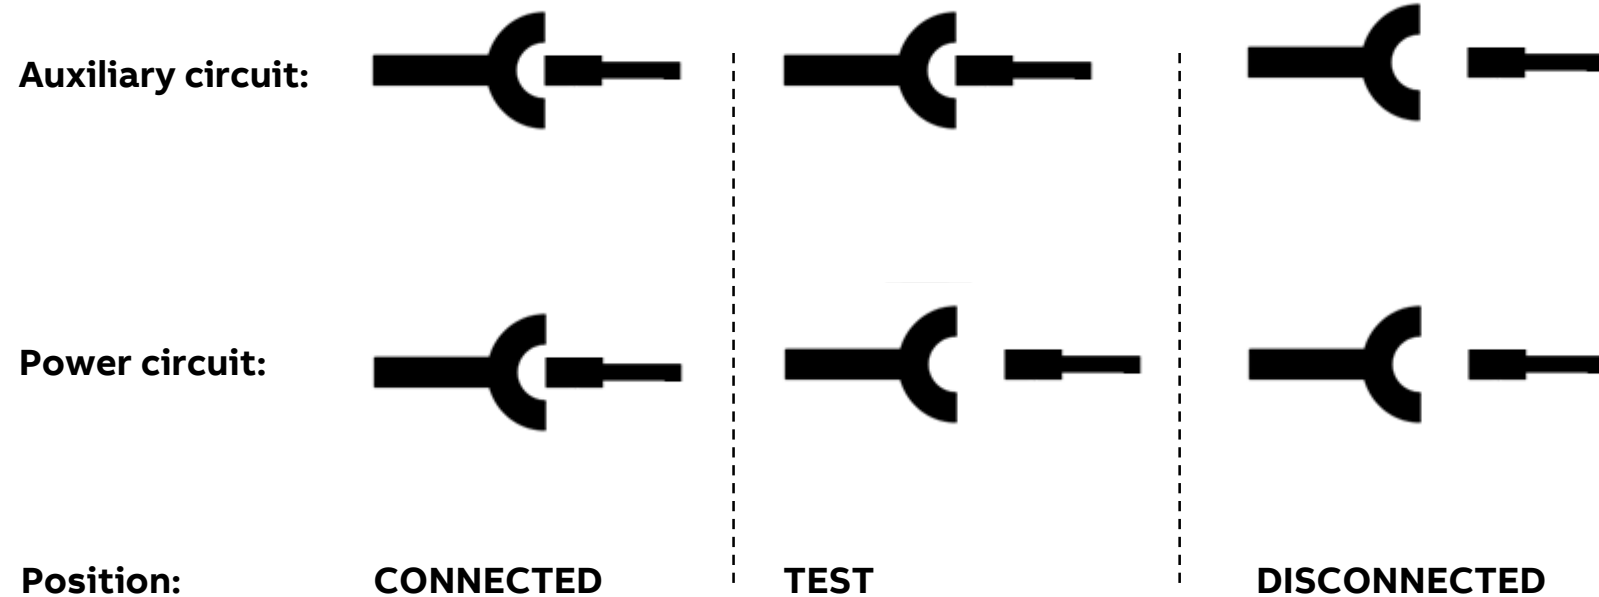 Auxiliary circuit:
Power circuit:
Position: CONNECTED TEST DISCONNECTED